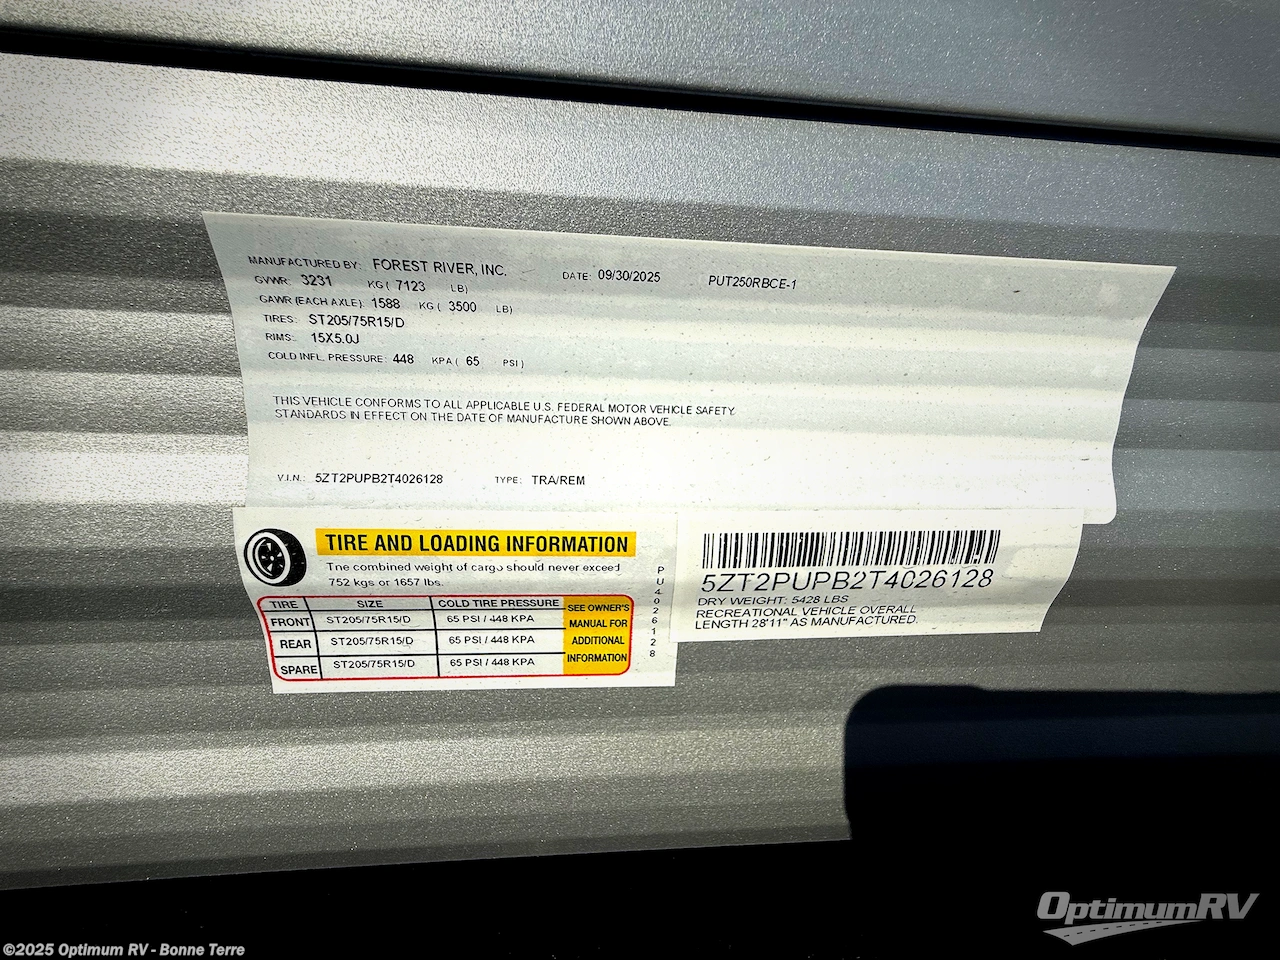 MANUFACTURED BY: FOREST RIVER, INC. DATE: 09/30/2025 PUT250RBCE-1
GVWR: 3231 KG ( 7123 LB)
GAWR (EACH AXLE): 1588 KG ( 3500 LB)
TIRES: ST205/75R15/D
RIMS: 15X5.0J
COLD INFL. PRESSURE: 448 KPA ( 65 PSI )
THIS VEHICLE CONFORMS TO ALL APPLICABLE U.S. FEDERAL MOTOR VEHICLE SAFETY
STANDARDS IN EFFECT ON THE DATE OF MANUFACTURE SHOWN ABOVE.
V.I.N.: 5ZT2PUPB2T4026128 TYPE: TRA/REM
TIRE AND LOADING INFORMATION
The combined weight of cargo should never exceed
752 kgs or 1657 lbs.
TIRE SIZE COLD TIRE PRESSURE
FRONT ST205/75R15/D 65 PSI / 448 KPA
REAR ST205/75R15/D 65 PSI / 448 KPA
SPARE ST205/75R15/D 65 PSI / 448 KPA
SEE OWNER'S
MANUAL FOR
ADDITIONAL
INFORMATION
PU4026128
5ZT2PUPB2T4026128
DRY WEIGHT: 5428 LBS
RECREATIONAL VEHICLE OVERALL
LENGTH 28'11" AS MANUFACTURED.
OptimumRV
©2025 Optimum RV - Bonne Terre